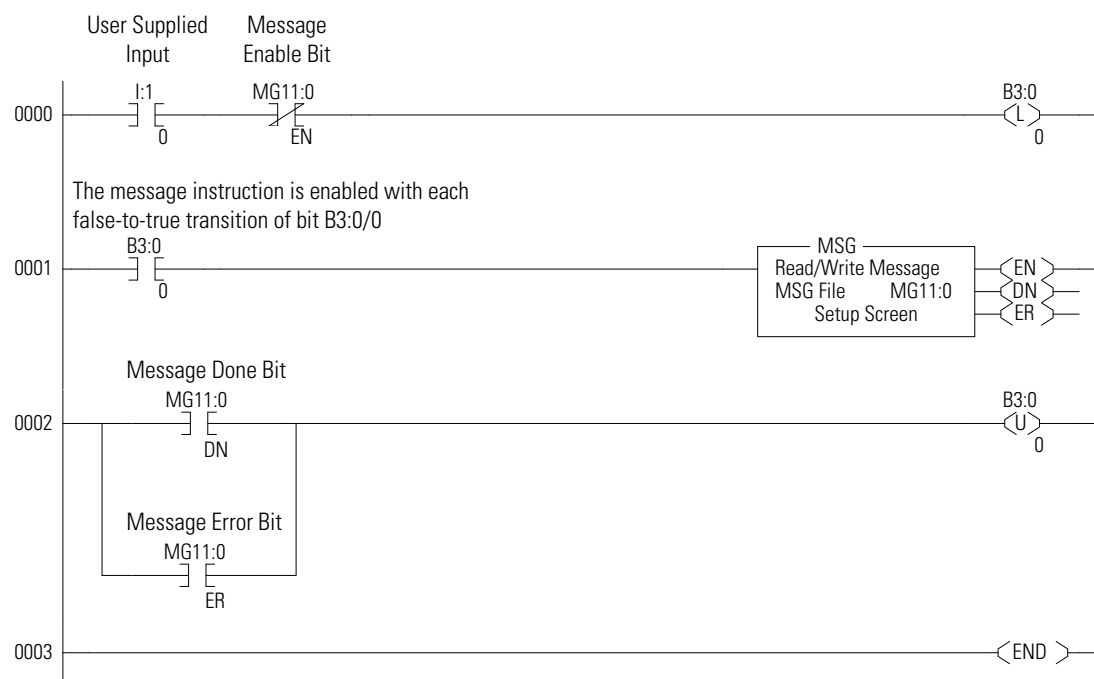 User Supplied Input
Message Enable Bit
I:1
MG11:0
B3:0
0000
L
0
EN
0
The message instruction is enabled with each
false-to-true transition of bit B3:0/0
B3:0
0001
0
MSG
Read/Write Message
MSG File MG11:0
Setup Screen
EN
DN
ER
Message Done Bit
MG11:0
B3:0
0002
U
DN
0
Message Error Bit
MG11:0
ER
0003
END